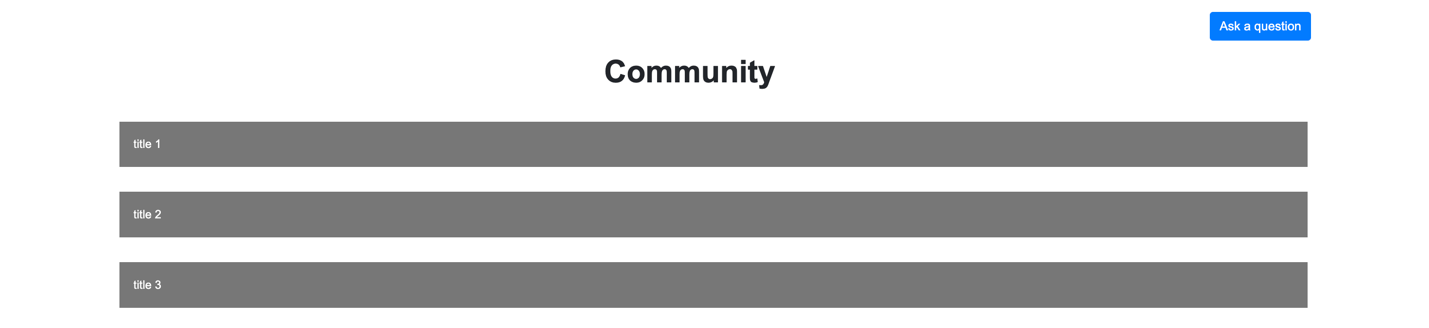 Ask a question
Community
title 1
title 2
title 3